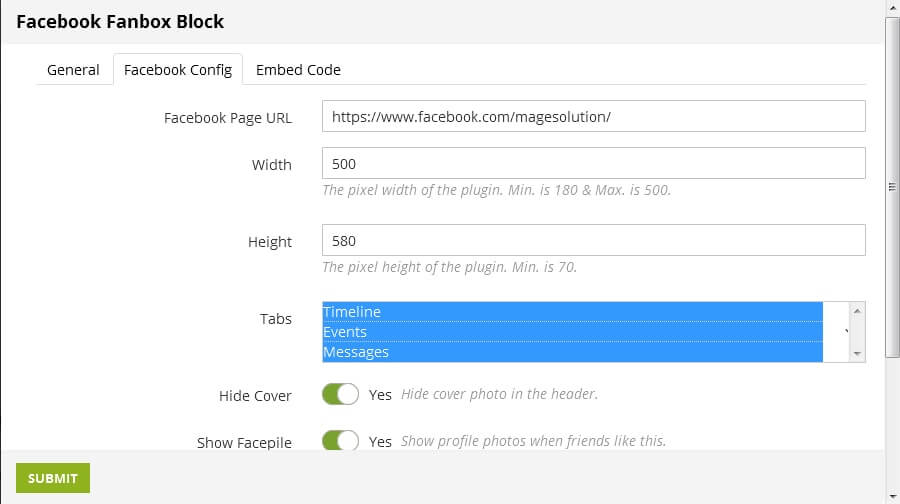 Facebook Fanbox Block
General Facebook Config Embed Code
Facebook Page URL https://www.facebook.com/magesolution/
Width 500
The pixel width of the plugin. Min. is 180 & Max. is 500.
Height 580
The pixel height of the plugin. Min. is 70.
Tabs Timeline
Events
Messages
Hide Cover Yes Hide cover photo in the header.
Show Facepile Yes Show profile photos when friends like this.
SUBMIT